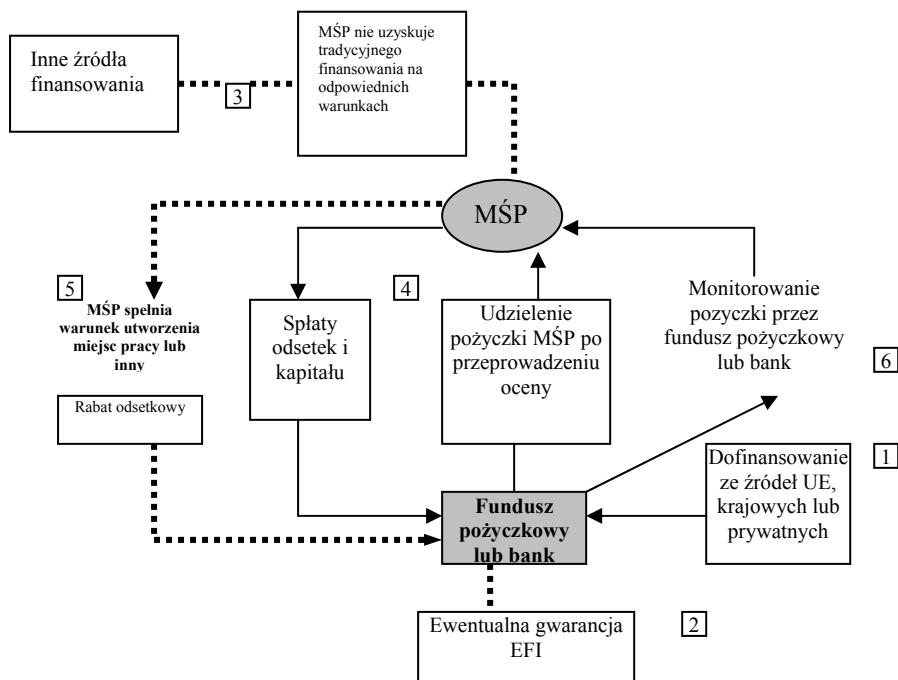 Inne źródła
finansowania
MŚP nie uzyskuje
tradycyjnego
finansowania na
odpowiednich
warunkach
3
MŚP
5
MŚP spełnia
warunek utworzenia
miejsc pracy lub
inny
Rabat odsetkowy
Spłaty
odsetek i
kapitału
4
Udzielenie
pożyczki MŚP po
przeprowadzeniu
oceny
Monitorowanie
pozyczki przez
fundusz pożyczkowy
lub bank
6
1
Dofinansowanie
ze źródeł UE,
krajowych lub
prywatnych
Fundusz
pożyczkowy
lub bank
2
Ewentualna gwarancja
EFI